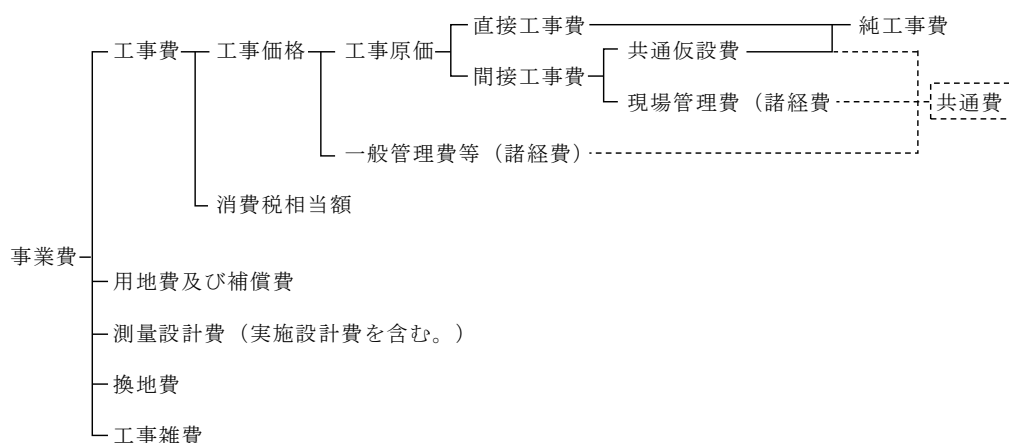 直接工事費
純工事費
工事費
工事価格
工事原価
共通仮設費
間接工事費
現場管理費（諸経費
共通費
一般管理費等（諸経費）
消費税相当額
事業費
用地費及び補償費
測量設計費（実施設計費を含む。）
換地費
工事雑費